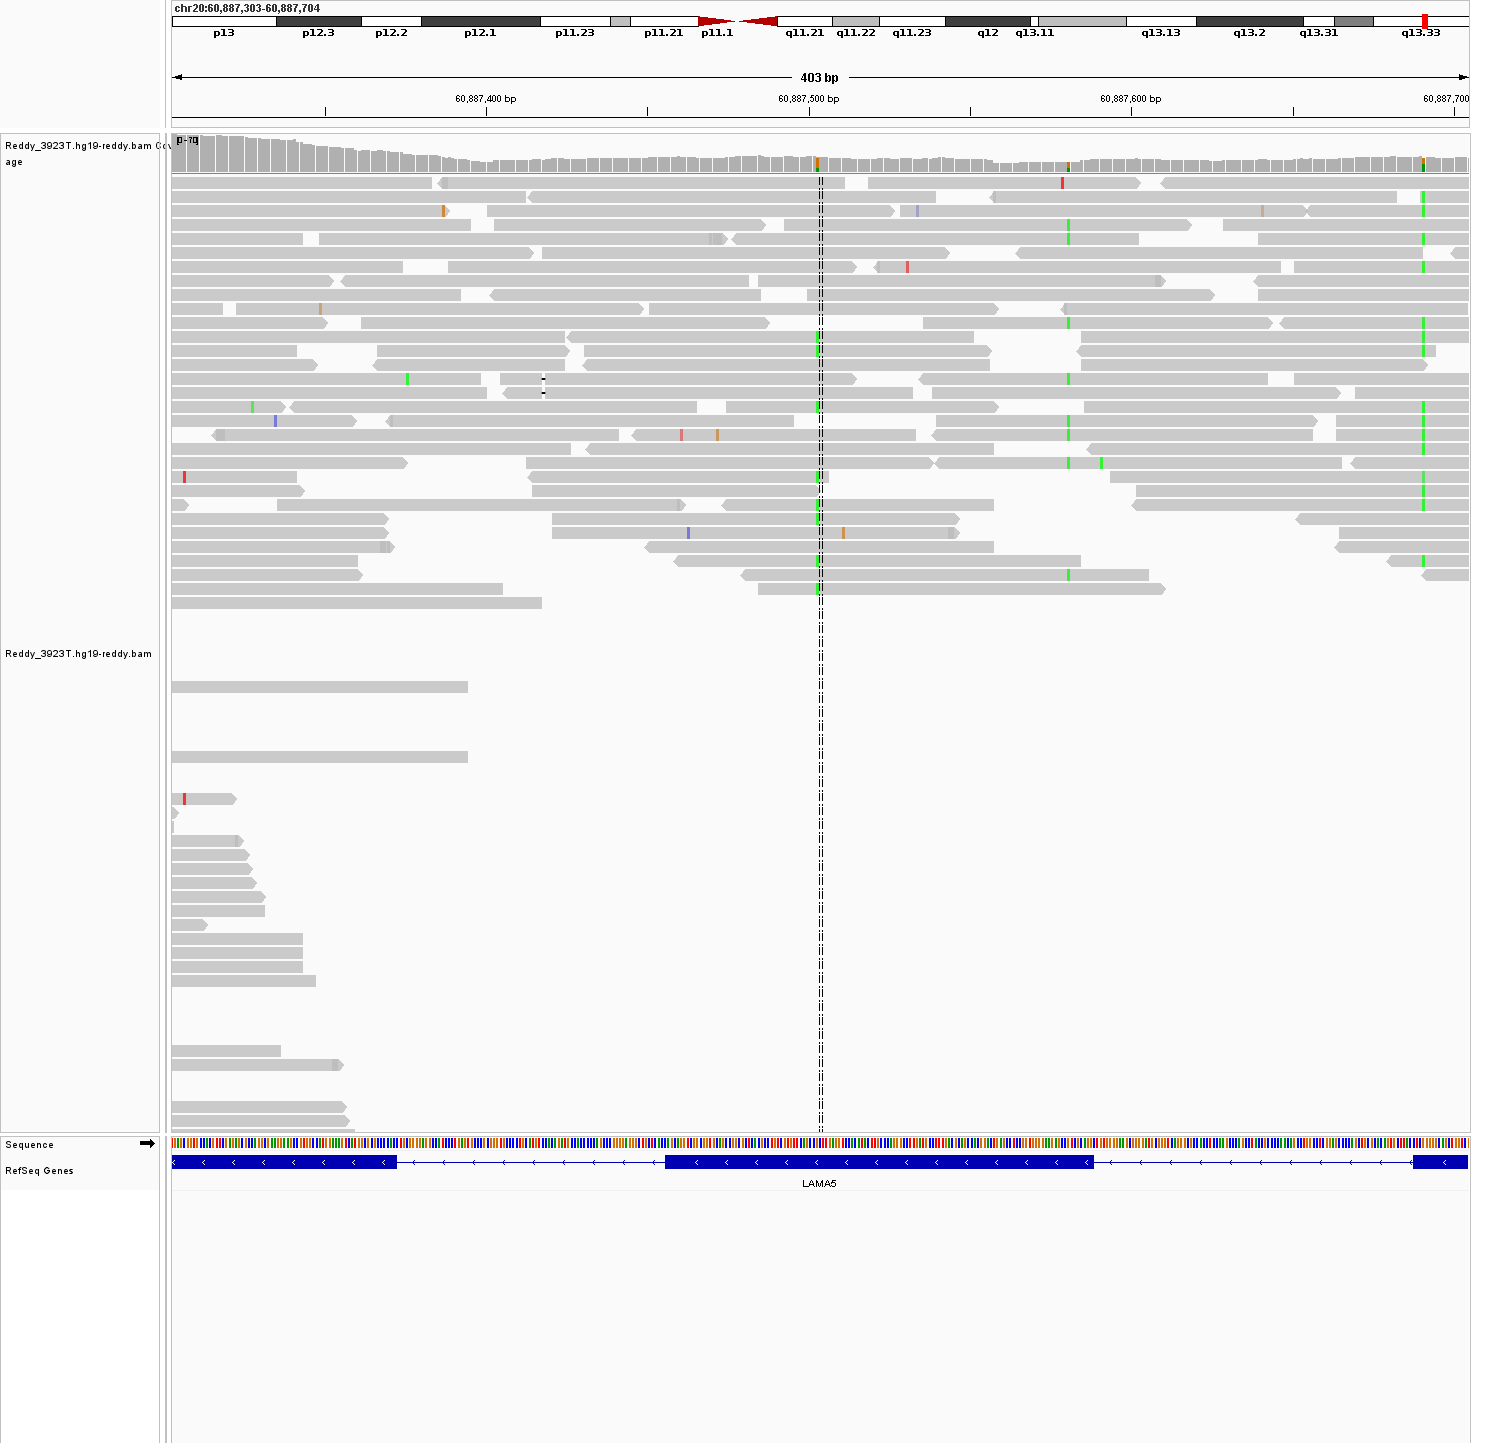 chr20:60,887,303-60,887,704
p13 p12.3 p12.2 p12.1 p11.23 p11.21 p11.1 q11.21 q11.22 q11.23 q12 q13.11 q13.13 q13.2 q13.31 q13.33
403 bp
60,887,400 bp 60,887,500 bp 60,887,600 bp 60,887,700
Reddy_3923T.hg19-reddy.bam Cov
age
Reddy_3923T.hg19-reddy.bam
Sequence
RefSeq Genes
LAMA5